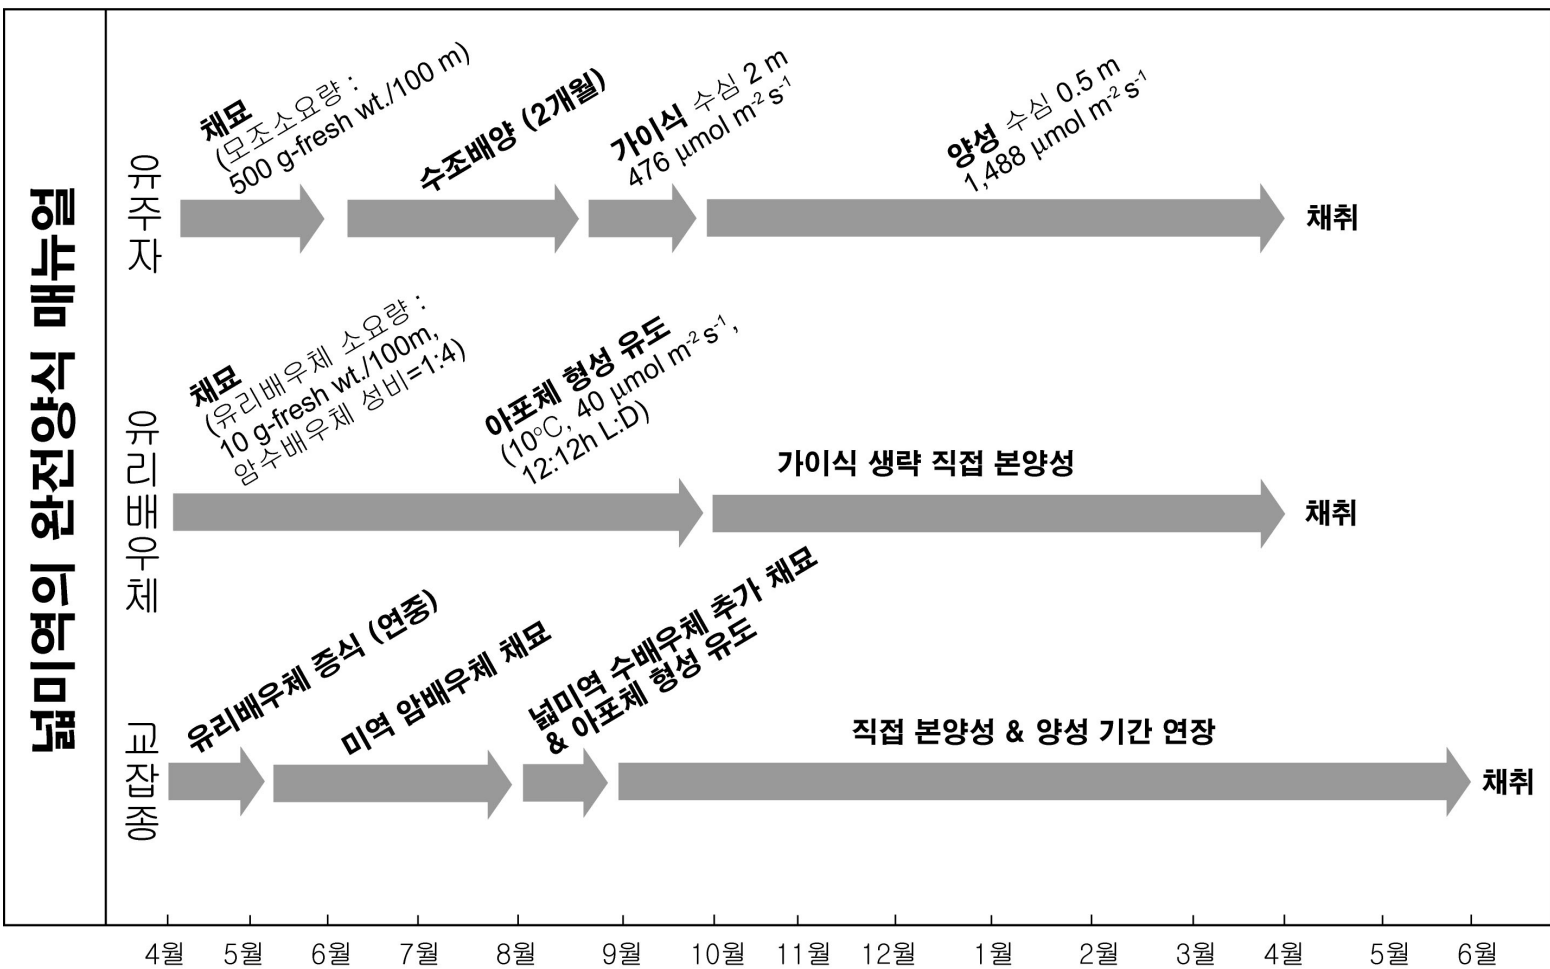 넓미역의 완전양식 매뉴얼
유주자
채묘
(모조소요량 :
500 g-fresh wt./100 m)
수조배양 (2개월)
가이식 수심 2 m
476 μmol m-2 s-1
양성 수심 0.5 m
1,488 μmol m-2 s-1
채취
유리배우체
채묘
(유리배우체 소요량 :
10 g-fresh wt./100m,
암수배우체 성비=1:4)
아포체 형성 유도
(10°C, 40 μmol m-2 s-1,
12:12h L:D)
가이식 생략 직접 본양성
채취
교잡종
유리배우체 증식 (연중)
미역 암배우체 채묘
넓미역 수배우체 추가 채묘
& 아포체 형성 유도
직접 본양성 & 양성 기간 연장
채취
4월 5월 6월 7월 8월 9월 10월 11월 12월 1월 2월 3월 4월 5월 6월